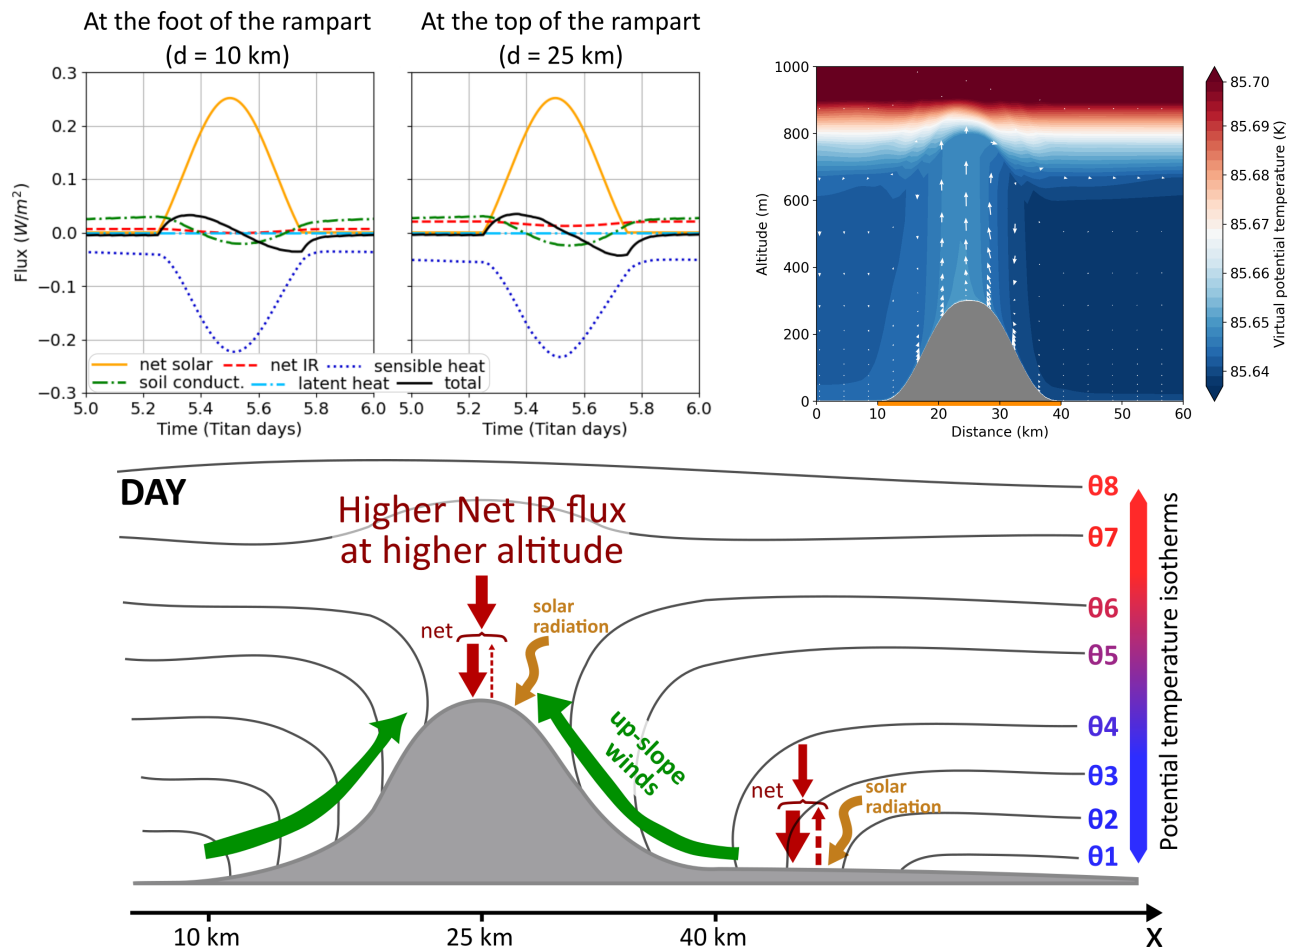 At the foot of the rampart
(d = 10 km)
At the top of the rampart
(d = 25 km)
Flux (W/m²)
0.3
0.2
0.1
0.0
−0.1
−0.2
−0.3
net solar
net IR
sensible heat
soil conduct.
latent heat
total
5.0 5.2 5.4 5.6 5.8 6.0
Time (Titan days)
5.2 5.4 5.6 5.8 6.0
Time (Titan days)
Altitude (m)
1000
800
600
400
200
0
0 10 20 30 40 50 60
Distance (km)
85.70
85.69
85.68
85.67
85.66
85.65
85.64
Virtual potential temperature (K)
DAY
Higher Net IR flux
at higher altitude
net
solar
radiation
up-slope
winds
net
solar
radiation
θ8
θ7
θ6
θ5
θ4
θ3
θ2
θ1
Potential temperature isotherms
10 km 25 km 40 km X